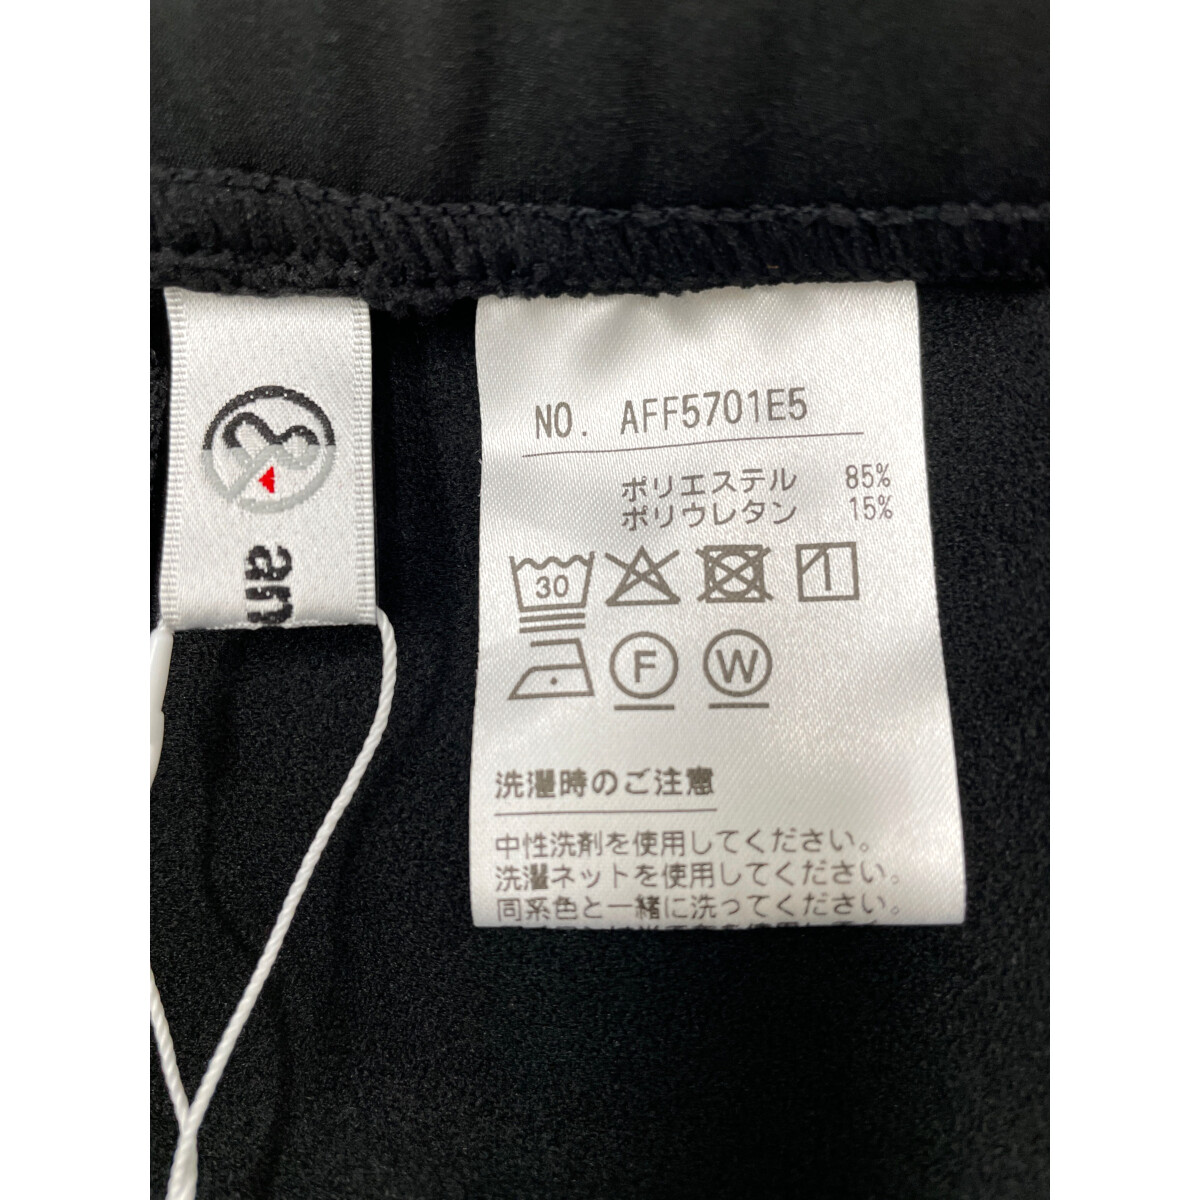 NO. AFF5701E5
ポリエステル 85%
ポリウレタン 15%
30
F W
洗濯時のご注意
中性洗剤を使用してください。
洗濯ネットを使用してください。
同系色と一緒に洗ってください。
an